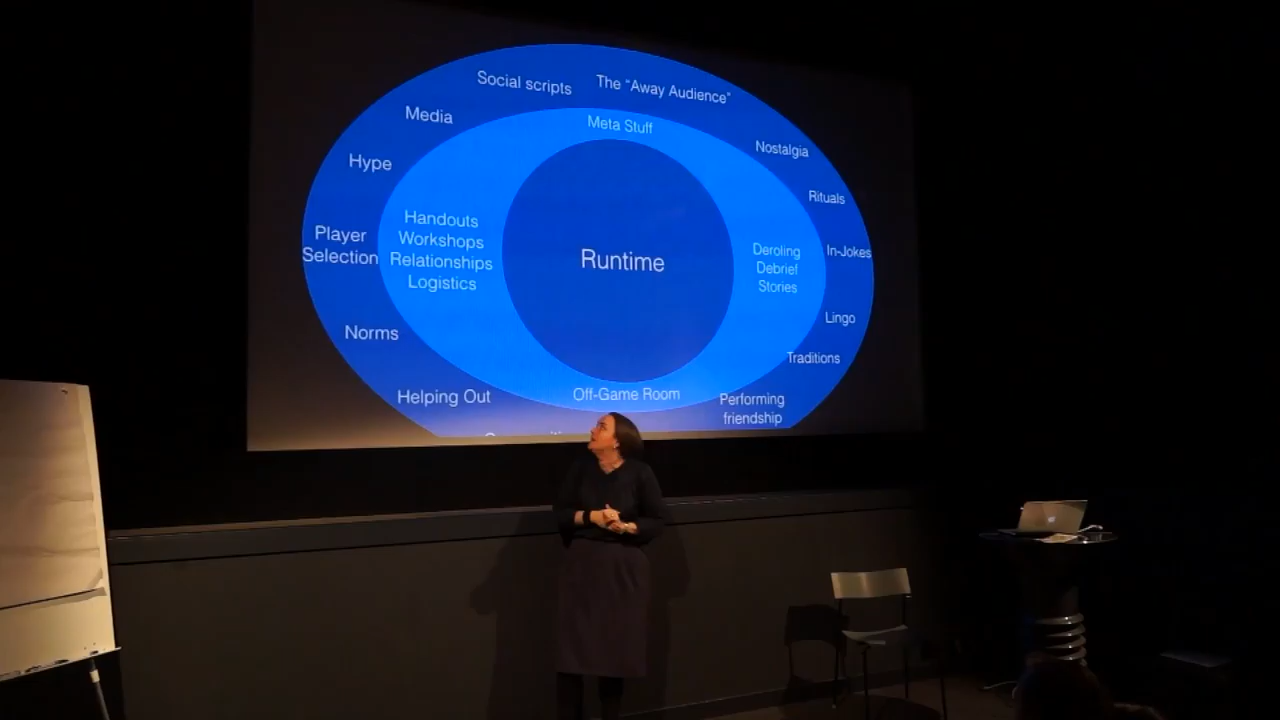 Social scripts
The "Away Audience"
Media
Meta Stuff
Nostalgia
Hype
Rituals
Handouts
Workshops
Relationships
Logistics
Player
Selection
Runtime
Deroling
Debrief
Stories
In-Jokes
Lingo
Norms
Traditions
Helping Out
Off-Game Room
Performing
friendship